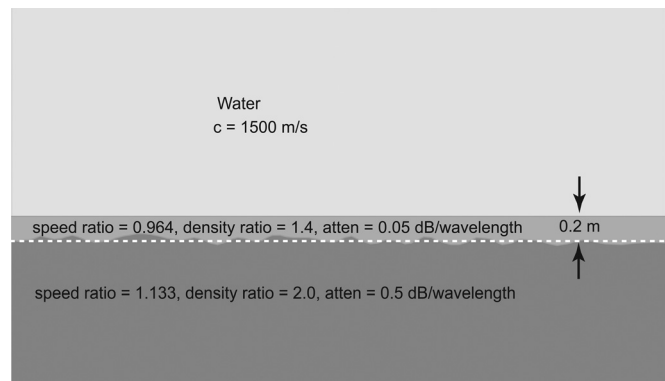 Water
c = 1500 m/s
speed ratio = 0.964, density ratio = 1.4, atten = 0.05 dB/wavelength
0.2 m
speed ratio = 1.133, density ratio = 2.0, atten = 0.5 dB/wavelength